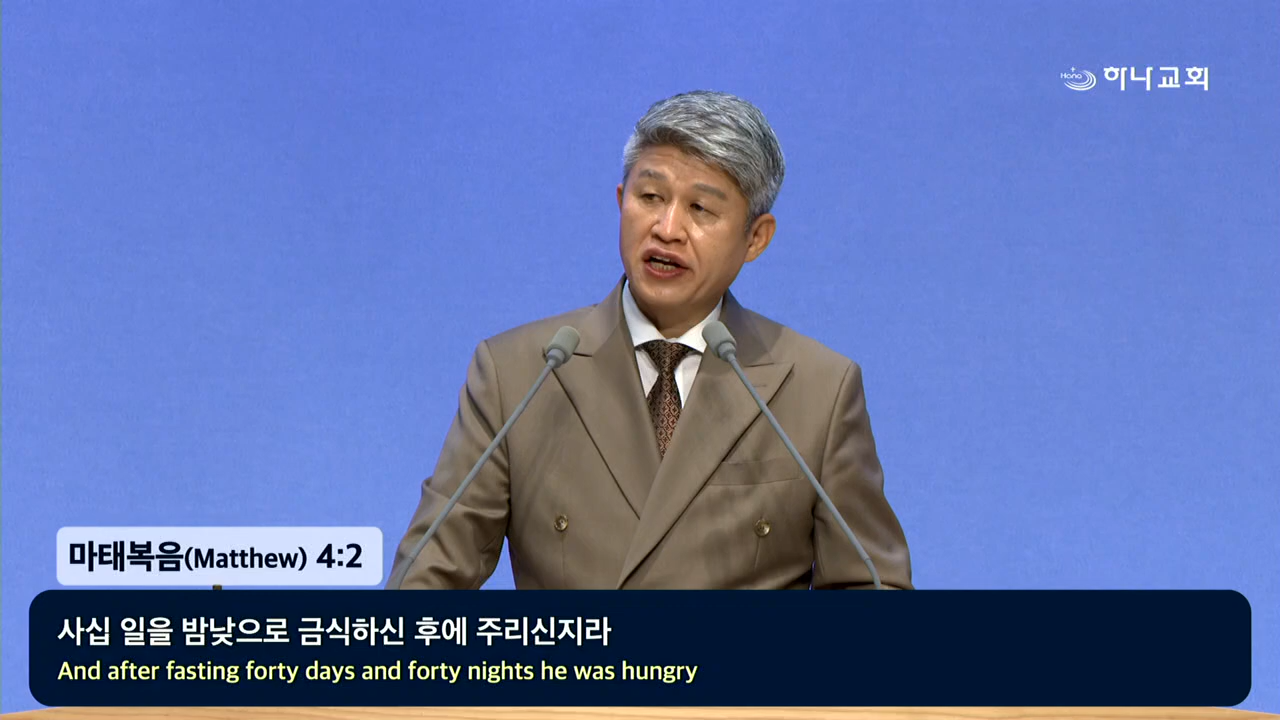 Hana 하나교회
마태복음(Matthew) 4:2
사십 일을 밤낮으로 금식하신 후에 주리신지라
And after fasting forty days and forty nights he was hungry